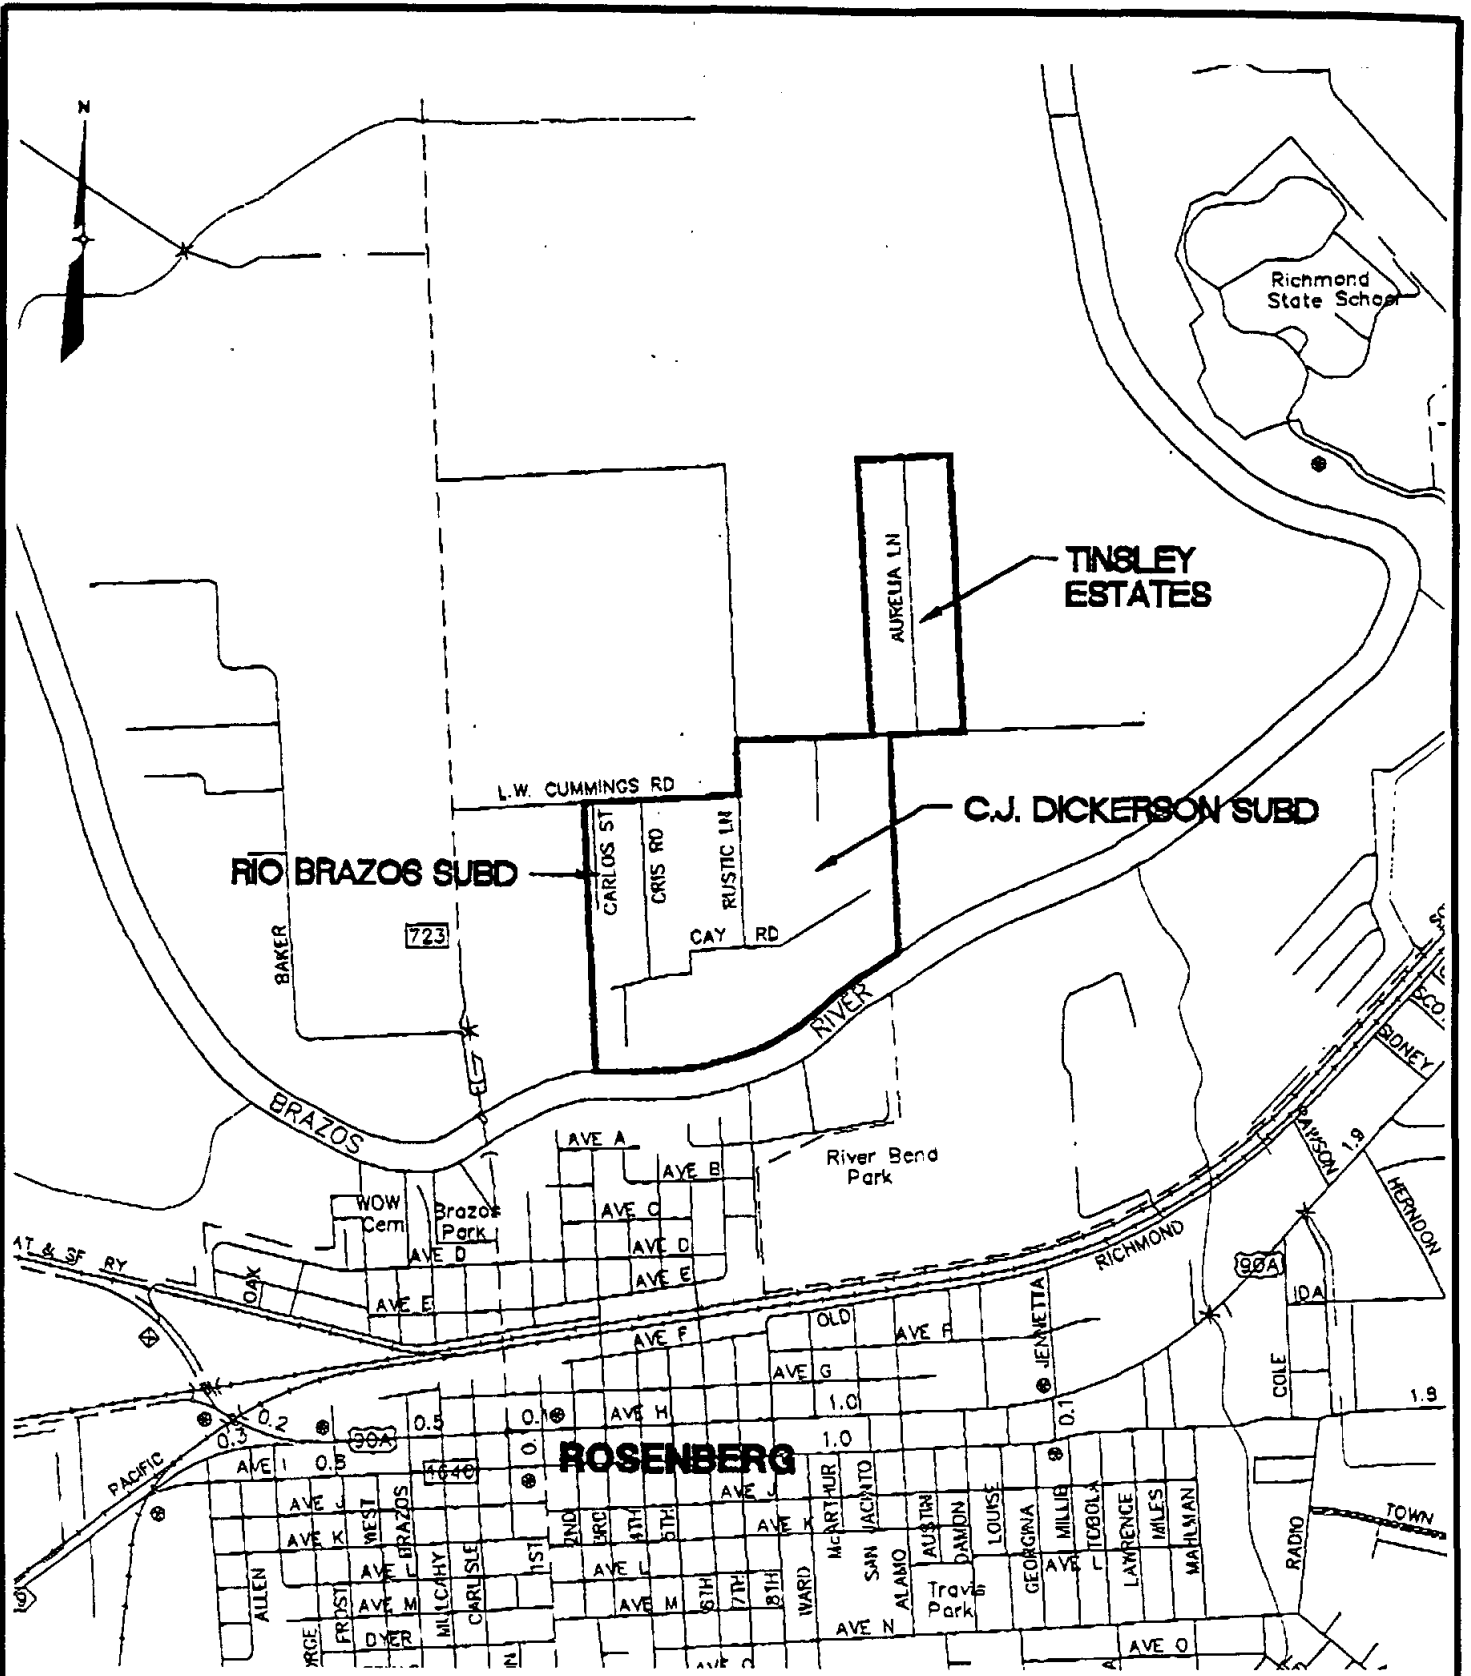 N
Richmond
State School
AURELIA LN
TINSLEY
ESTATES
L.W. CUMMINGS RD
C.J. DICKERSON SUBD
RIO BRAZOS SUBD
CARLOS ST
CRIS RD
RUSTIC LN
CAY RD
723
BAKER
BRAZOS
RIVER
SIDNEY
DAWSON
1.9
HERNDON
AVE A
River Bend
Park
AVE B
WOW
Cem
Brazos
Park
AVE C
AVE D
AVE D
AT & SF RY
RICHMOND
90A
OAK
AVE E
AVE E
IDA
OLD
AVE F
AVE F
JENNETTA
AVE G
COLE
1.9
0.2
0.3
0.5
0.1
AVE H
1.0
0.1
90A
1.0
ROSENBERG
PACIFIC
AVE I
0.5
1640
0.1
AVE J
AVE J
WEST
BRAZOS
2ND
3RD
4TH
5TH
McARTHUR
SAN JACINTO
AUSTIN
DAMON
LOUISE
GEORGINA
MILLIE
TOBOLA
LAWRENCE
MILES
MAHLMAN
TOWN
AVE K
AVE K
RADIO
AVE L
AVE L
AVE L
1ST
ALLEN
FROST
MULCAHY
CARLISLE
AVE M
AVE M
6TH
7TH
8TH
WARD
ALAMO
Travis
Park
DYER
AVE N
AVE O